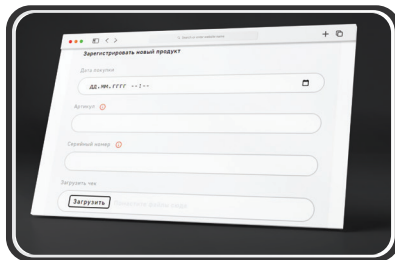 Зарегистрировать новый продукт
Дата покупки
ДД.ММ.ГГГГ --:--
Артикул
Серийный номер
Загрузить чек
Загрузить